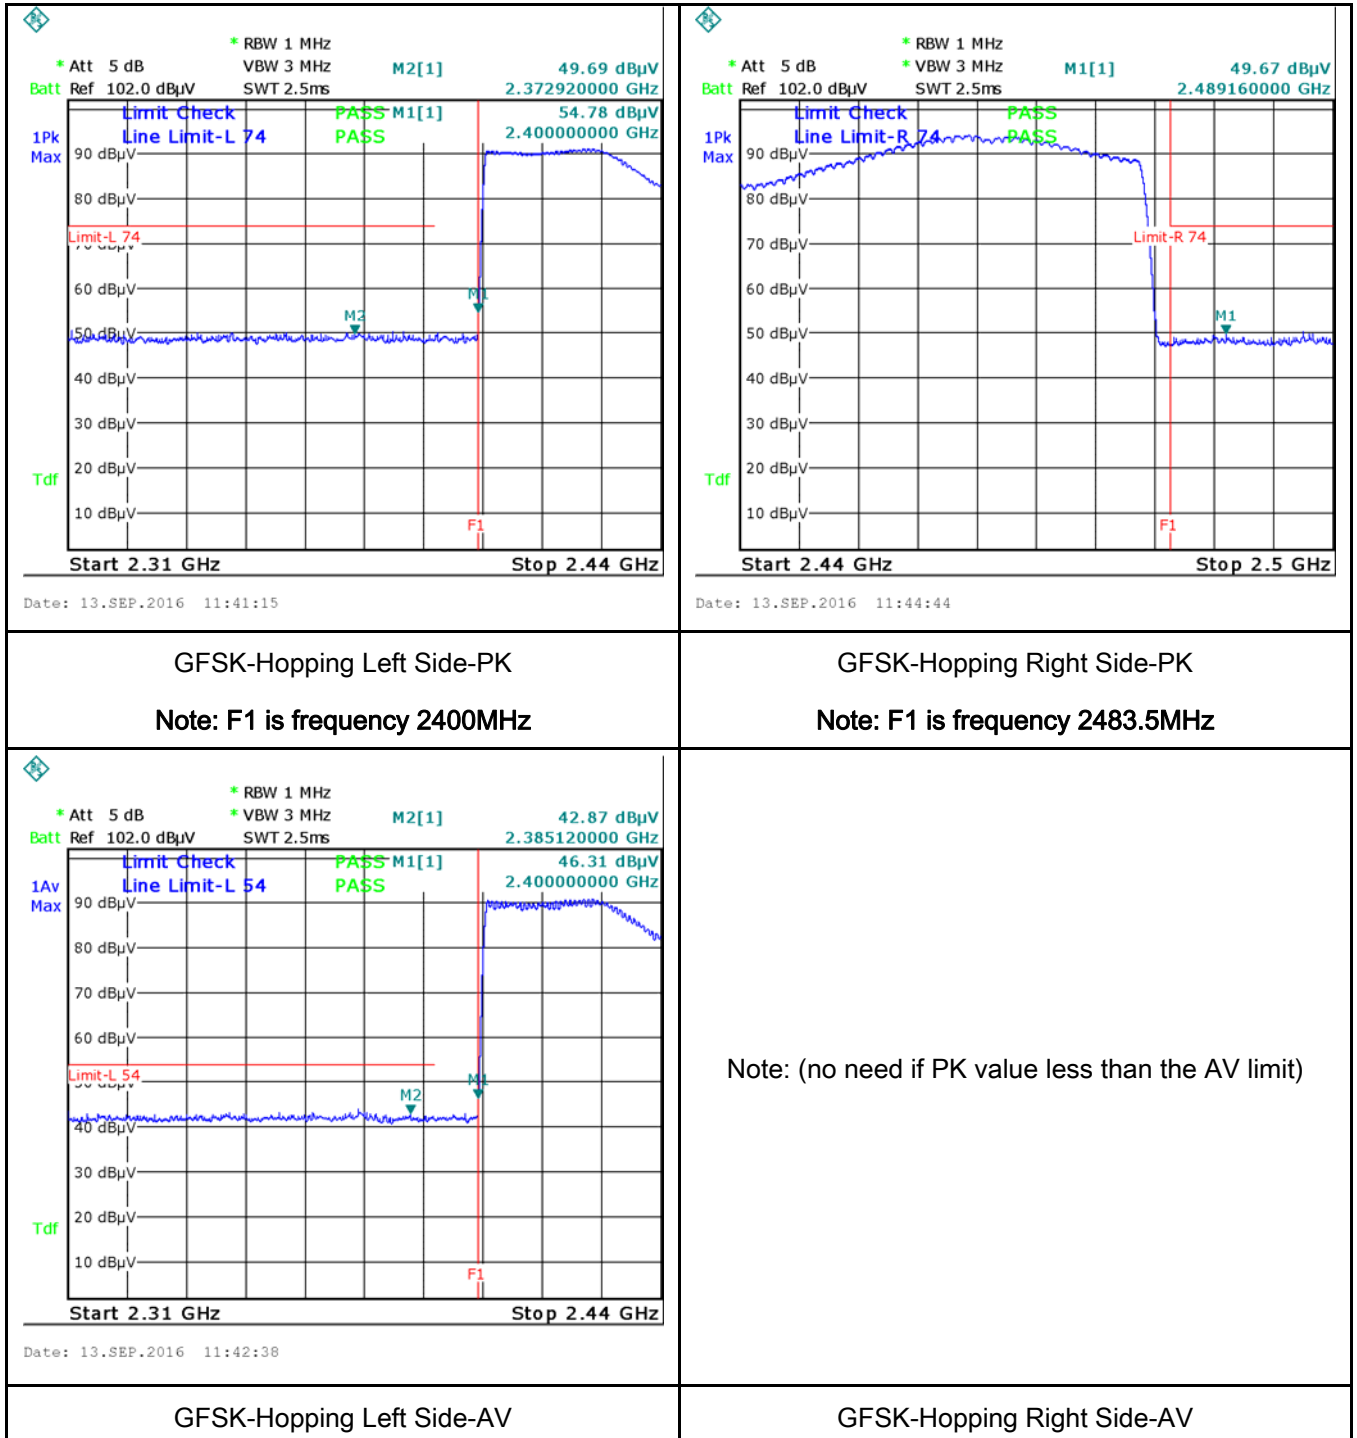 * RBW 1 MHz
* Att 5 dB VBW 3 MHz M2[1] 49.69 dBµV
Batt Ref 102.0 dBµV SWT 2.5ms 2.372920000 GHz
Limit Check PASS M1[1] 54.78 dBµV
1Pk Line Limit-L 74 PASS 2.400000000 GHz
Max 90 dBµV
80 dBµV
Limit-L 74
70 dBµV
60 dBµV
M1
M2
50 dBµV
40 dBµV
30 dBµV
Tdf 20 dBµV
10 dBµV
F1
Start 2.31 GHz Stop 2.44 GHz
Date: 13.SEP.2016 11:41:15
* RBW 1 MHz
* Att 5 dB * VBW 3 MHz M1[1] 49.67 dBµV
Batt Ref 102.0 dBµV SWT 2.5ms 2.489160000 GHz
Limit Check PASS
1Pk Line Limit-R 74 PASS
Max 90 dBµV
80 dBµV
Limit-R 74
70 dBµV
60 dBµV
M1
50 dBµV
40 dBµV
30 dBµV
Tdf 20 dBµV
10 dBµV
F1
Start 2.44 GHz Stop 2.5 GHz
Date: 13.SEP.2016 11:44:44
GFSK-Hopping Left Side-PK
Note: F1 is frequency 2400MHz
GFSK-Hopping Right Side-PK
Note: F1 is frequency 2483.5MHz
* RBW 1 MHz
* Att 5 dB * VBW 3 MHz M2[1] 42.87 dBµV
Batt Ref 102.0 dBµV SWT 2.5ms 2.385120000 GHz
Limit Check PASS M1[1] 46.31 dBµV
1Av Line Limit-L 54 PASS 2.400000000 GHz
Max 90 dBµV
80 dBµV
70 dBµV
60 dBµV
Limit-L 54
50 dBµV
M1
M2
40 dBµV
30 dBµV
Tdf 20 dBµV
10 dBµV
F1
Start 2.31 GHz Stop 2.44 GHz
Date: 13.SEP.2016 11:42:38
Note: (no need if PK value less than the AV limit)
GFSK-Hopping Left Side-AV
GFSK-Hopping Right Side-AV